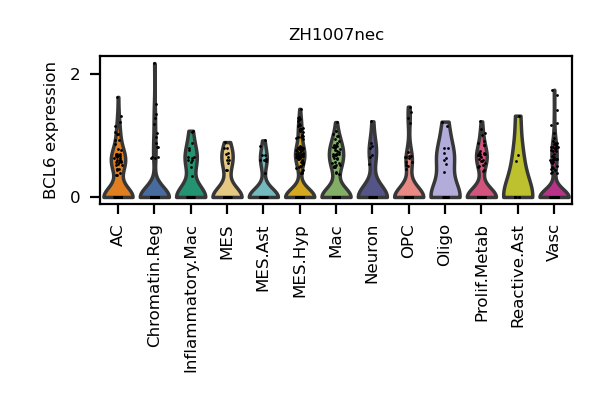 ZH1007nec
BCL6 expression
2
0
AC
Chromatin.Reg
Inflammatory.Mac
MES
MES.Ast
MES.Hyp
Mac
Neuron
OPC
Oligo
Prolif.Metab
Reactive.Ast
Vasc